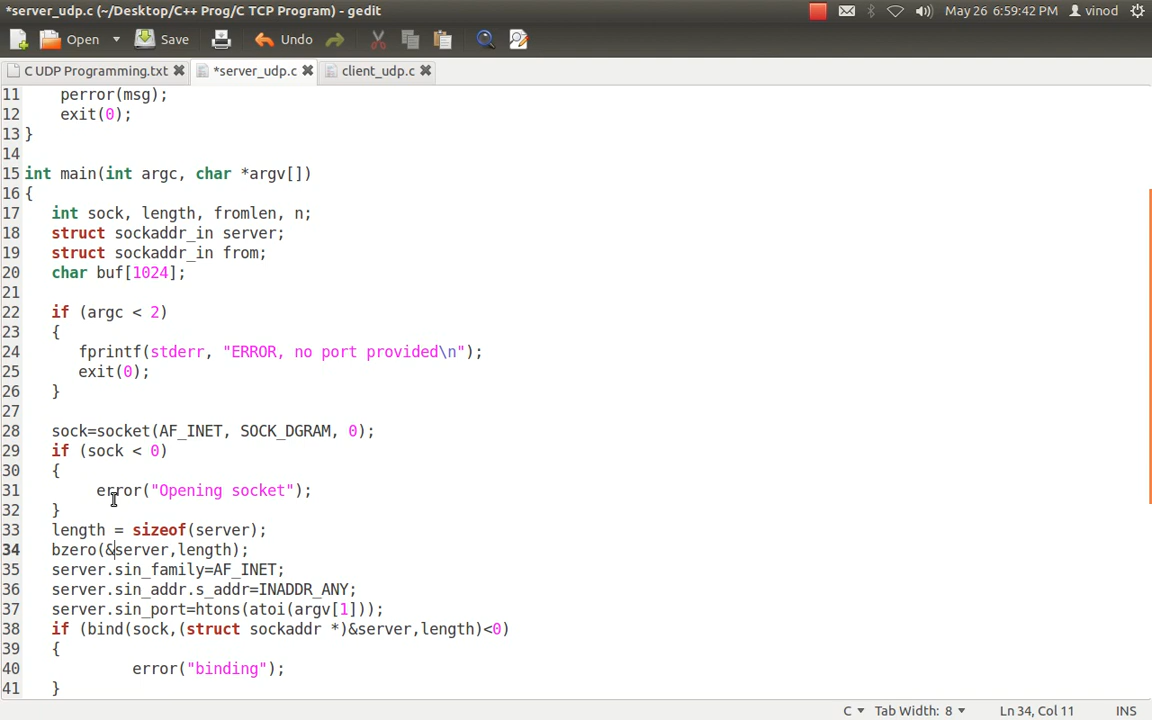 *server_udp.c (~/Desktop/C++ Prog/C TCP Program) - gedit
May 26 6:59:42 PM vinod
Open Save Undo
C UDP Programming.txt *server_udp.c client_udp.c
11 perror(msg);
12 exit(0);
13 }
14
15 int main(int argc, char *argv[])
16 {
17 int sock, length, fromlen, n;
18 struct sockaddr_in server;
19 struct sockaddr_in from;
20 char buf[1024];
21
22 if (argc < 2)
23 {
24 fprintf(stderr, "ERROR, no port provided\n");
25 exit(0);
26 }
27
28 sock=socket(AF_INET, SOCK_DGRAM, 0);
29 if (sock < 0)
30 {
31 error("Opening socket");
32 }
33 length = sizeof(server);
34 bzero(&server,length);
35 server.sin_family=AF_INET;
36 server.sin_addr.s_addr=INADDR_ANY;
37 server.sin_port=htons(atoi(argv[1]));
38 if (bind(sock,(struct sockaddr *)&server,length)<0)
39 {
40 error("binding");
41 }
C Tab Width: 8 Ln 34, Col 11 INS